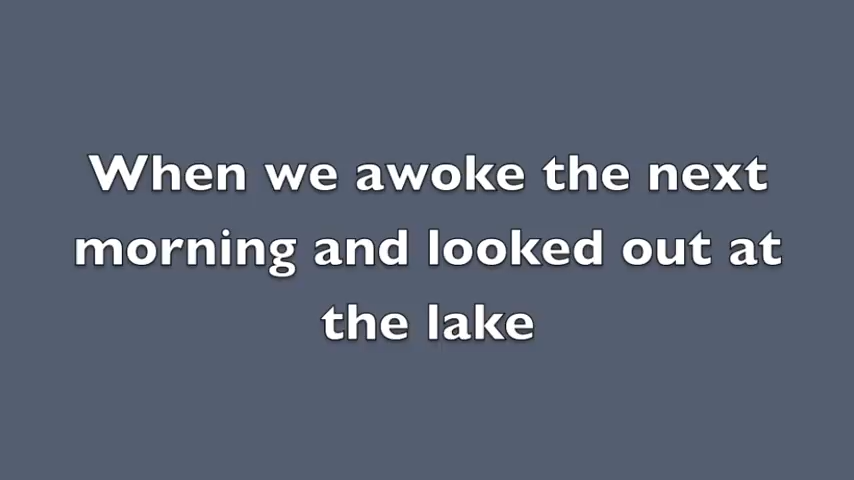 When we awoke the next
morning and looked out at
the lake